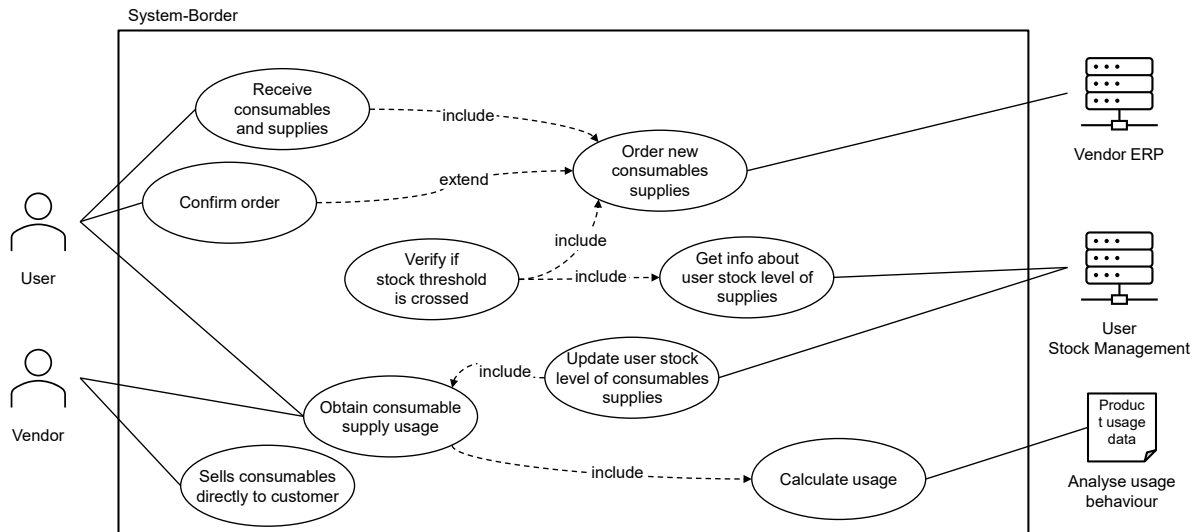 System-Border
Receive
consumables
and supplies
include
Order new
consumables
supplies
Vendor ERP
Confirm order
extend
User
include
Verify if
stock threshold
is crossed
include
Get info about
user stock level of
supplies
User
Stock Management
Vendor
include
Update user stock
level of consumables
supplies
Obtain consumable
supply usage
Produc
t usage
data
Sells consumables
directly to customer
include
Calculate usage
Analyse usage
behaviour